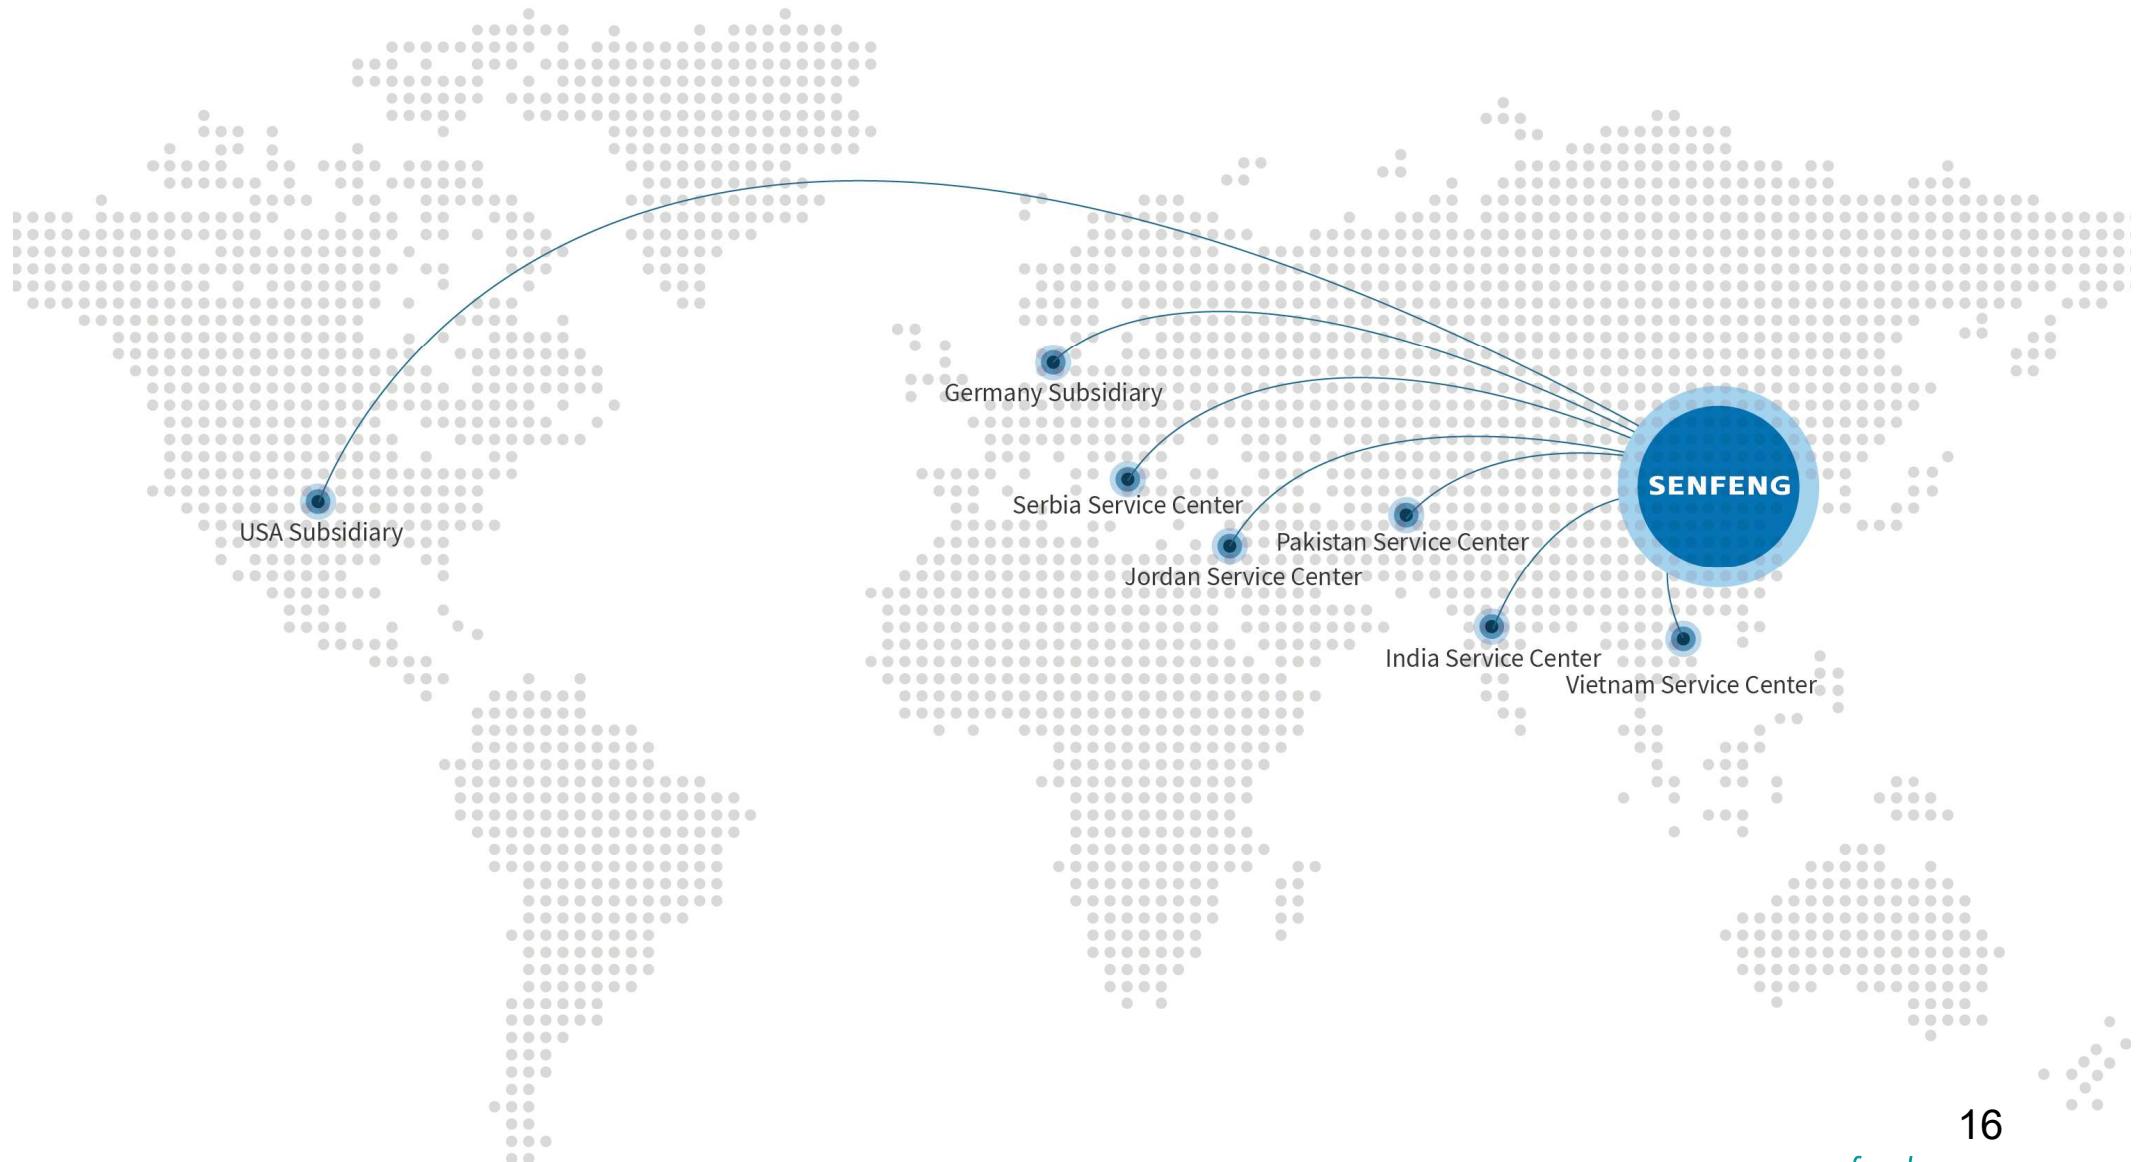 Germany Subsidiary
SENFENG
Serbia Service Center
USA Subsidiary
Pakistan Service Center
Jordan Service Center
India Service Center
Vietnam Service Center
16